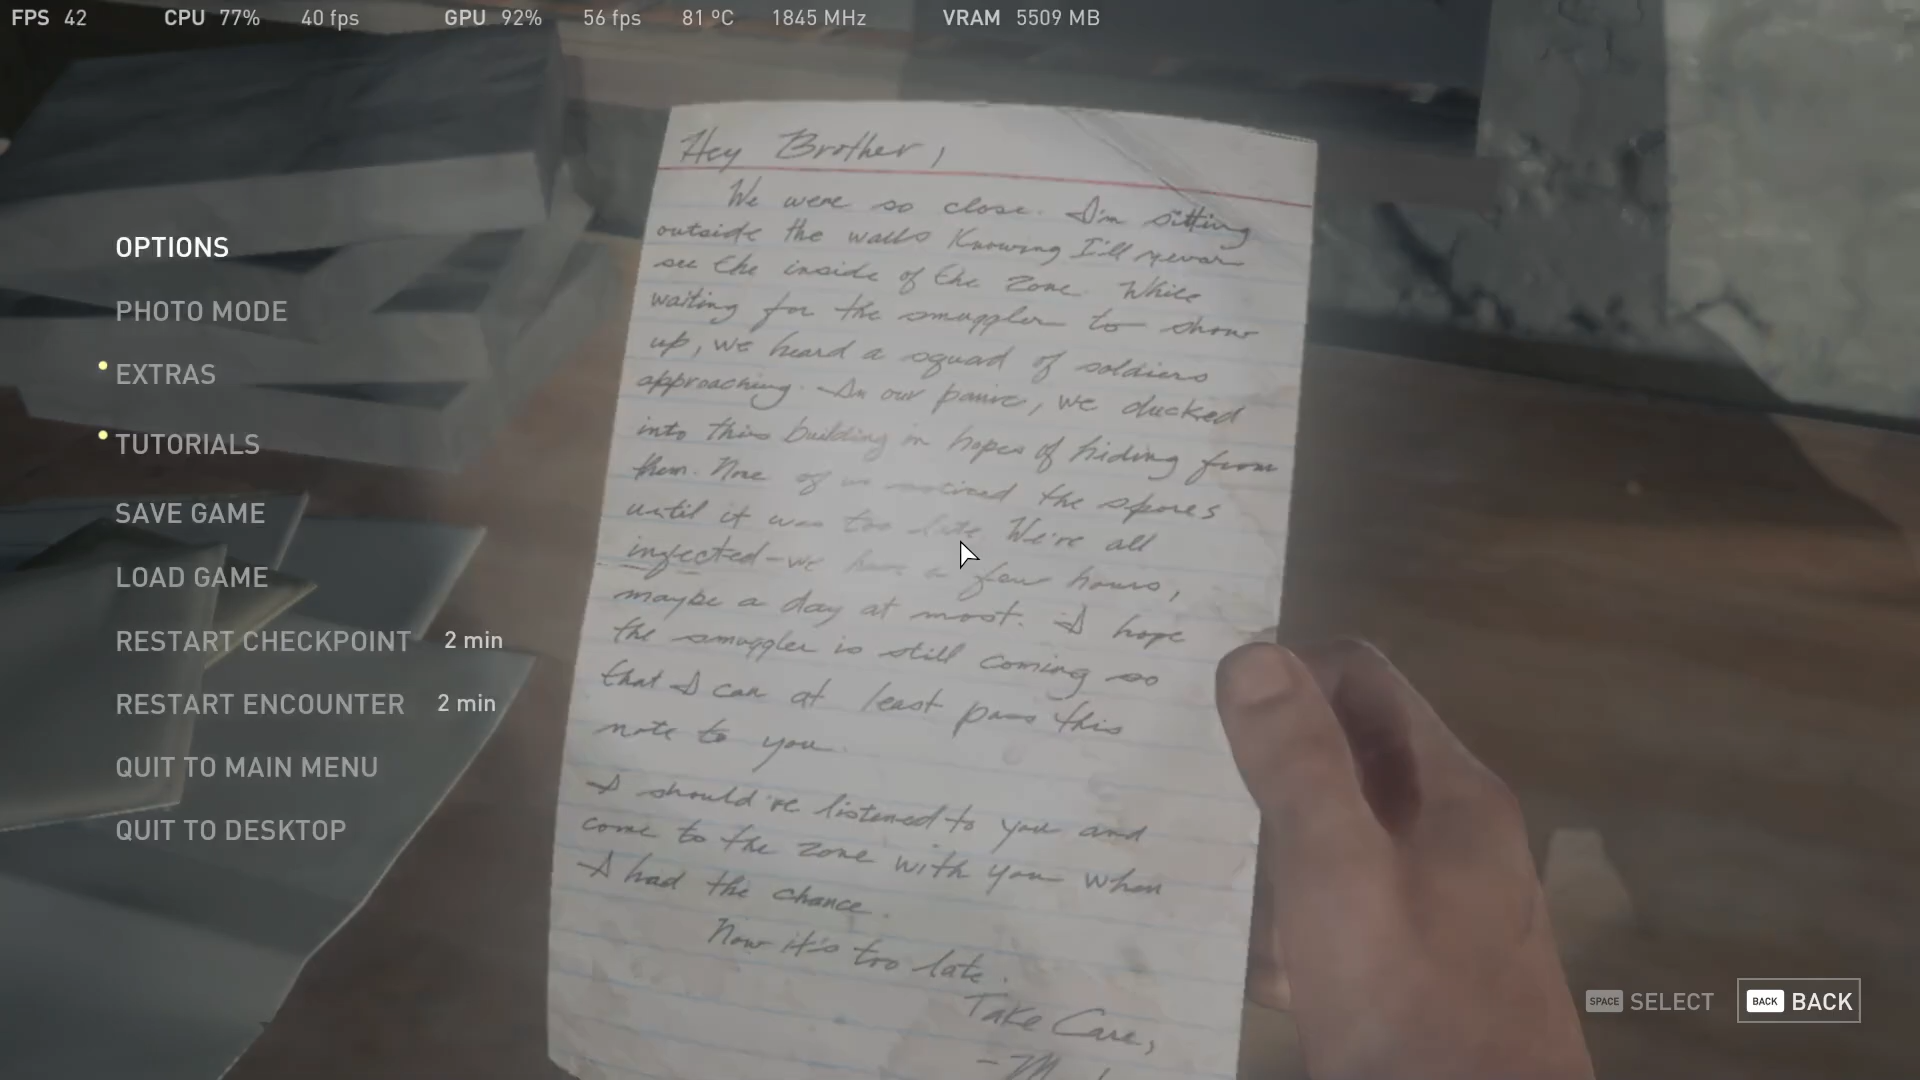 FPS 42 CPU 77% 40 fps GPU 92% 56 fps 81 ºC 1845 MHz VRAM 5509 MB
OPTIONS
PHOTO MODE
EXTRAS
TUTORIALS
SAVE GAME
LOAD GAME
RESTART CHECKPOINT 2 min
RESTART ENCOUNTER 2 min
QUIT TO MAIN MENU
QUIT TO DESKTOP
Hey Brother,
We were so close. I'm sitting
outside the walls knowing I'll never
see the inside of the zone. While
waiting for the smuggler to show
up, we heard a squad of soldiers
approaching. In our panic, we ducked
into this building in hopes of hiding from
them. None of us noticed the spores
until it was too late. We're all
infected-we have a few hours,
maybe a day at most. I hope
the smuggler is still coming so
that I can at least pass this
note to you.
I should've listened to you and
come to the zone with you when
I had the chance.
Now it's too late.
Take Care,
SPACE SELECT BACK BACK